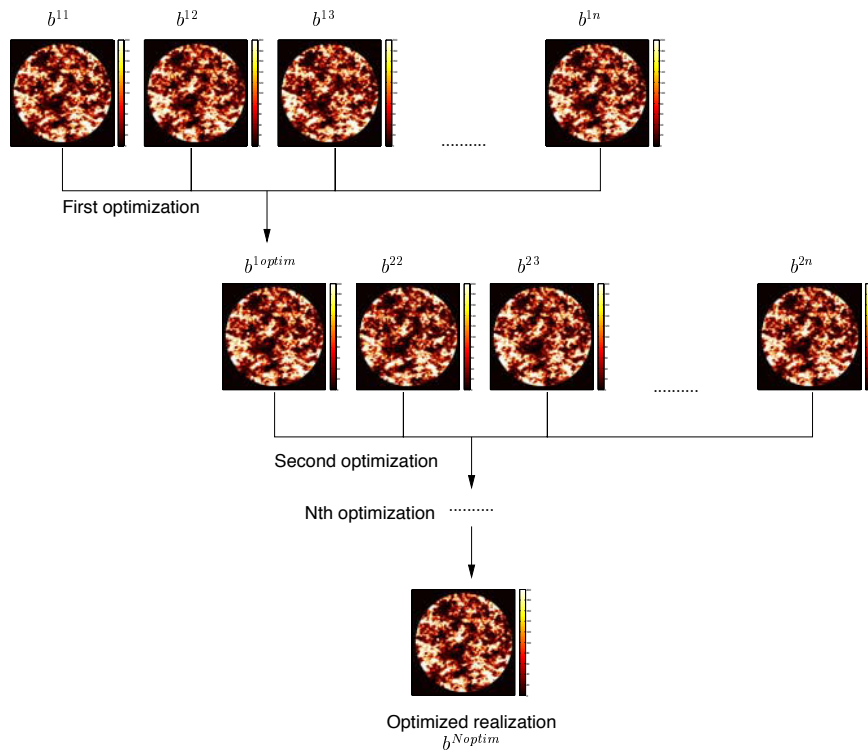 b^{11} b^{12} b^{13} b^{1n}
..........
First optimization
b^{1optim} b^{22} b^{23} b^{2n}
..........
Second optimization
Nth optimization ..........
Optimized realization
b^{Noptim}